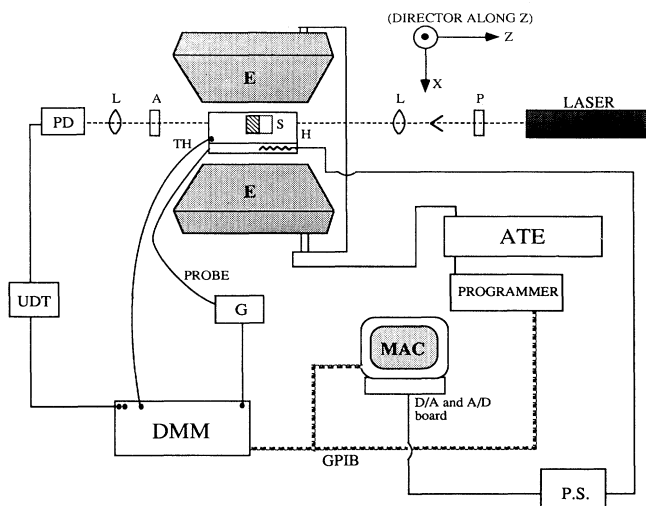 (DIRECTOR ALONG Z)
Z
X
E
L
A
L
P
LASER
PD
S
H
TH
E
ATE
PROBE
PROGRAMMER
UDT
G
MAC
D/A and A/D
board
DMM
GPIB
P.S.